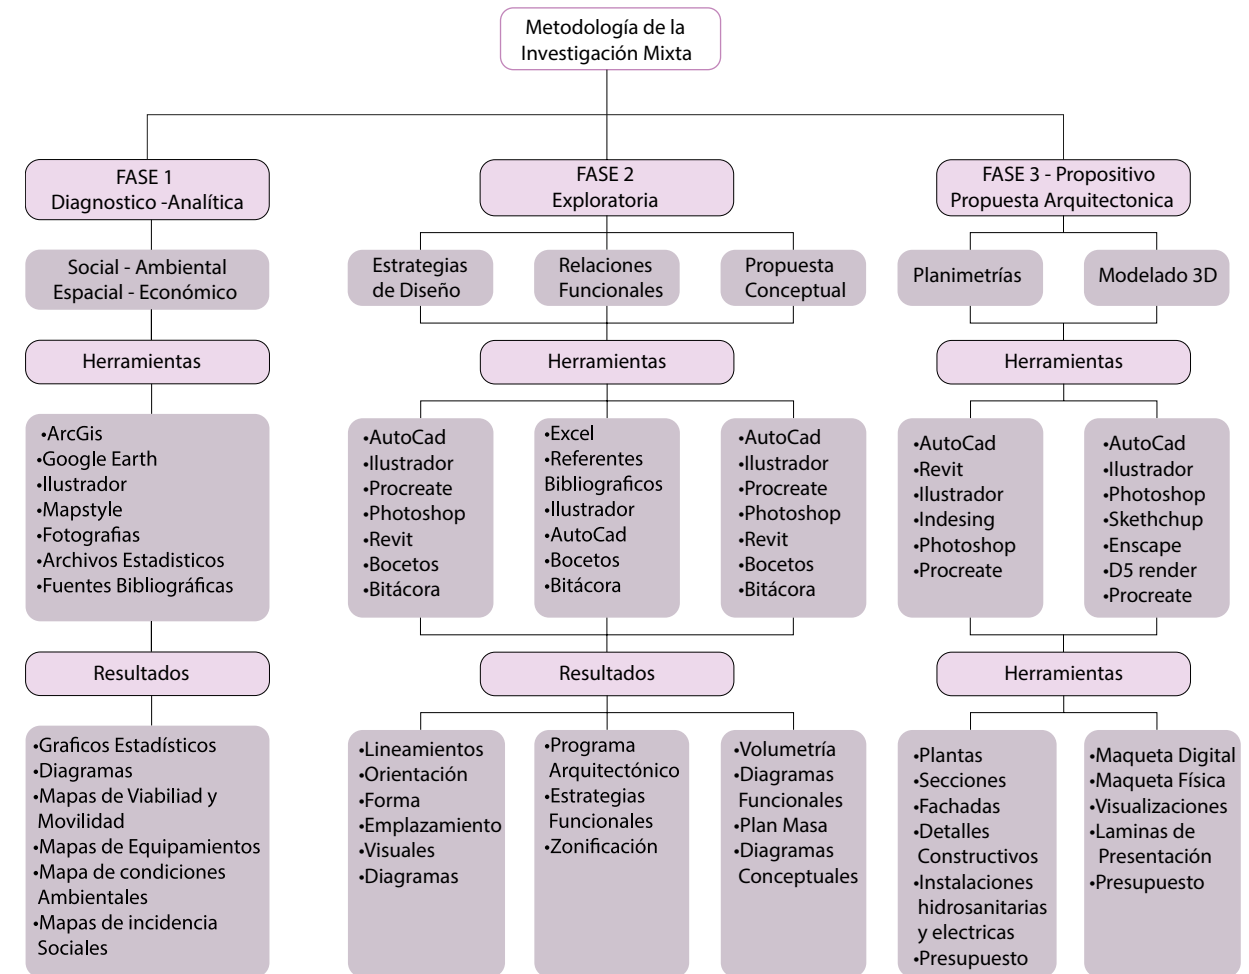 Metodología de la
Investigación Mixta
FASE 1
Diagnostico -Analítica
Social - Ambiental
Espacial - Económico
Herramientas
•ArcGis
•Google Earth
•Ilustrador
•Mapstyle
•Fotografias
•Archivos Estadisticos
•Fuentes Bibliográficas
Resultados
•Graficos Estadísticos
•Diagramas
•Mapas de Viabiliad y
Movilidad
•Mapas de Equipamientos
•Mapa de condiciones
Ambientales
•Mapas de incidencia
Sociales
FASE 2
Exploratoria
Estrategias
de Diseño
Relaciones
Funcionales
Propuesta
Conceptual
Herramientas
•AutoCad
•Ilustrador
•Procreate
•Photoshop
•Revit
•Bocetos
•Bitácora
•Excel
•Referentes
Bibliograficos
•Ilustrador
•AutoCad
•Bocetos
•Bitácora
•AutoCad
•Ilustrador
•Procreate
•Photoshop
•Revit
•Bocetos
•Bitácora
Resultados
•Lineamientos
•Orientación
•Forma
•Emplazamiento
•Visuales
•Diagramas
•Programa
Arquitectónico
•Estrategias
Funcionales
•Zonificación
•Volumetría
•Diagramas
Funcionales
•Plan Masa
•Diagramas
Conceptuales
FASE 3 - Propositivo
Propuesta Arquitectonica
Planimetrías
Modelado 3D
Herramientas
•AutoCad
•Revit
•Ilustrador
•Indesing
•Photoshop
•Procreate
•AutoCad
•Ilustrador
•Photoshop
•Skethchup
•Enscape
•D5 render
•Procreate
Herramientas
•Plantas
•Secciones
•Fachadas
•Detalles
Constructivos
•Instalaciones
hidrosanitarias
y electricas
•Presupuesto
•Maqueta Digital
•Maqueta Física
•Visualizaciones
•Laminas de
Presentación
•Presupuesto